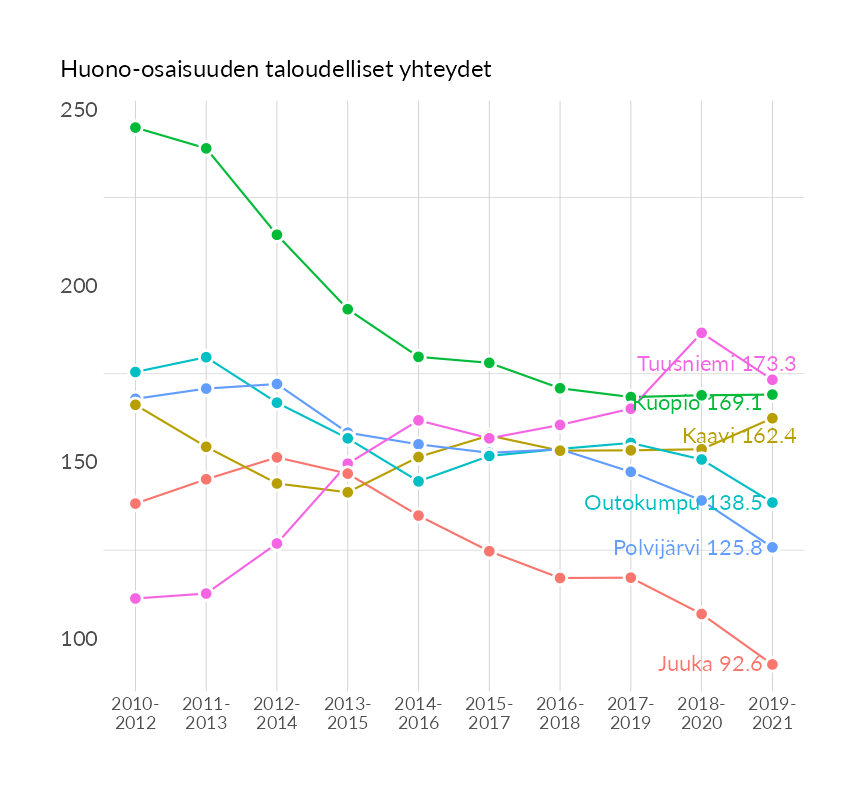 Huono-osaisuuden taloudelliset yhteydet
250
200
150
100
Tuusniemi 173.3
Kuopio 169.1
Kaavi 162.4
Outokumpu 138.5
Polvijärvi 125.8
Juuka 92.6
2010- 2011- 2012- 2013- 2014- 2015- 2016- 2017- 2018- 2019-
2012 2013 2014 2015 2016 2017 2018 2019 2020 2021